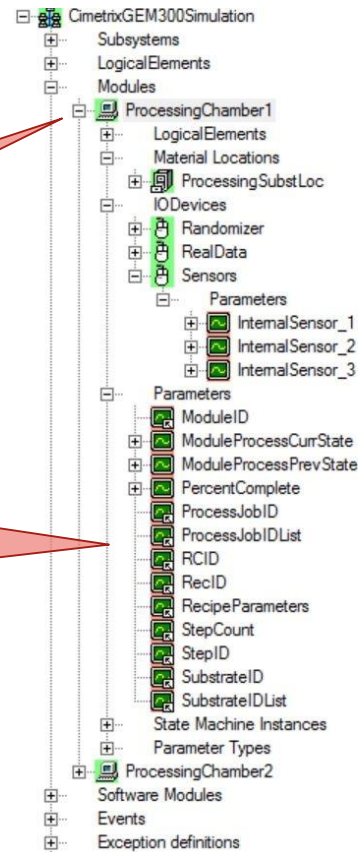 CimetrixGEM300Simulation
Subsystems
LogicalElements
Modules
ProcessingChamber1
LogicalElements
Material Locations
ProcessingSubstLoc
IODevices
Randomizer
RealData
Sensors
Parameters
InternalSensor_1
InternalSensor_2
InternalSensor_3
Parameters
ModuleID
ModuleProcessCurrState
ModuleProcessPrevState
PercentComplete
ProcessJobID
ProcessJobIDList
RCID
RecID
RecipeParameters
StepCount
StepID
SubstrateID
SubstrateIDList
State Machine Instances
Parameter Types
ProcessingChamber2
Software Modules
Events
Exception definitions